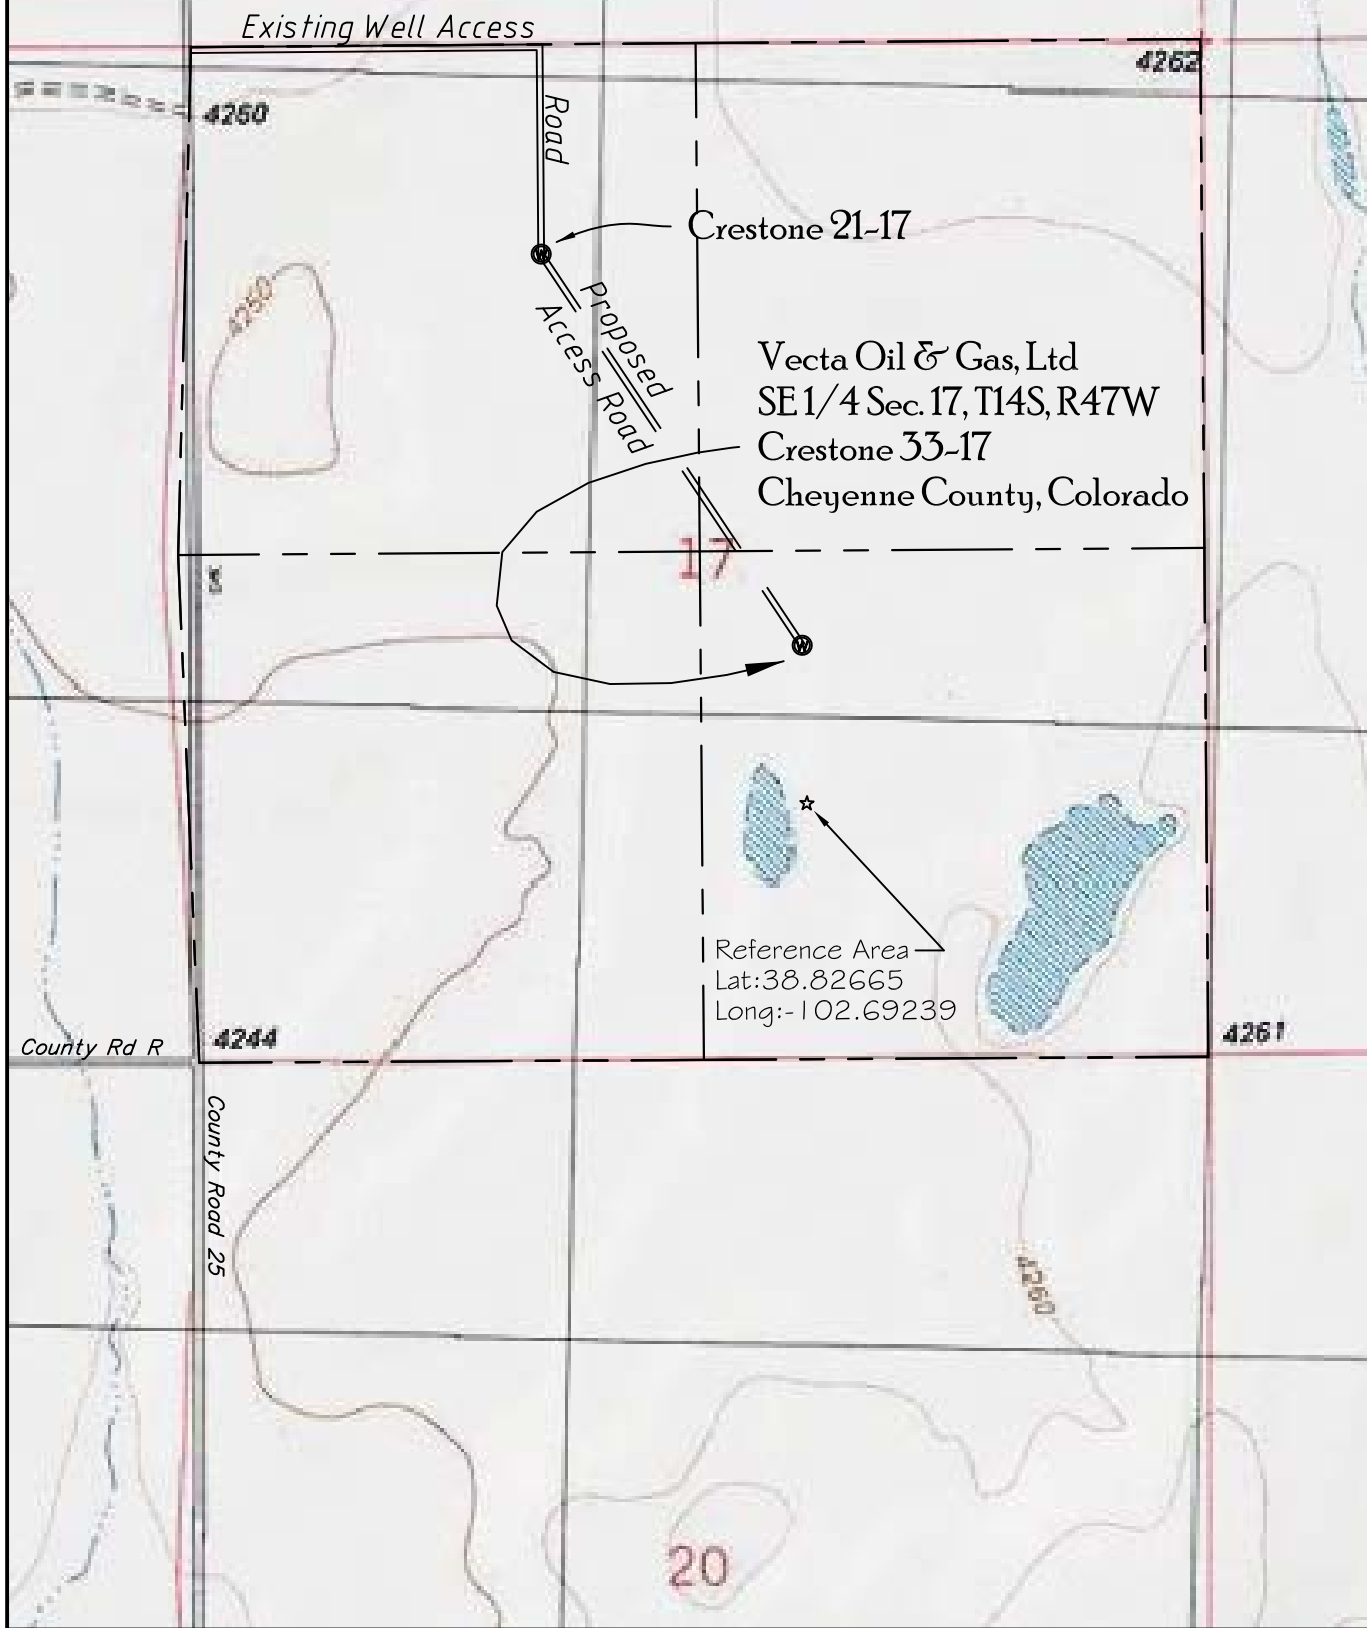 Existing Well Access
4262
4260
Road
Crestone 21-17
4250
Proposed
Access Road
Vecta Oil & Gas, Ltd
SE 1/4 Sec. 17, T14S, R47W
Crestone 33-17
Cheyenne County, Colorado
17
Reference Area
Lat:38.82665
Long:-102.69239
4244
4261
County Rd R
County Road 25
4260
20